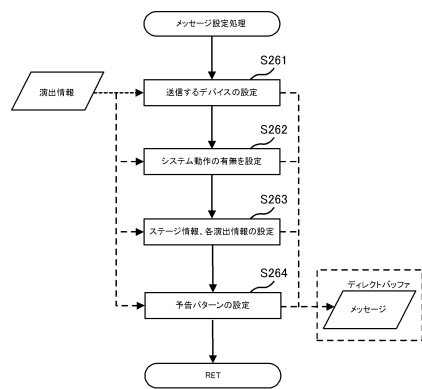 メッセージ設定処理
S261
演出情報
送信するデバイスの設定
S262
システム動作の有無を設定
S263
ステージ情報、各演出情報の設定
S264
予告パターンの設定
ディレクトバッファ
メッセージ
RET